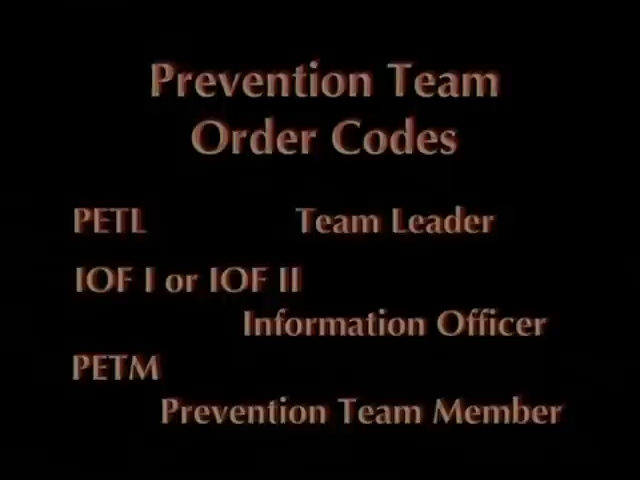 Prevention Team
Order Codes
PETL Team Leader
IOF I or IOF II
Information Officer
PETM
Prevention Team Member